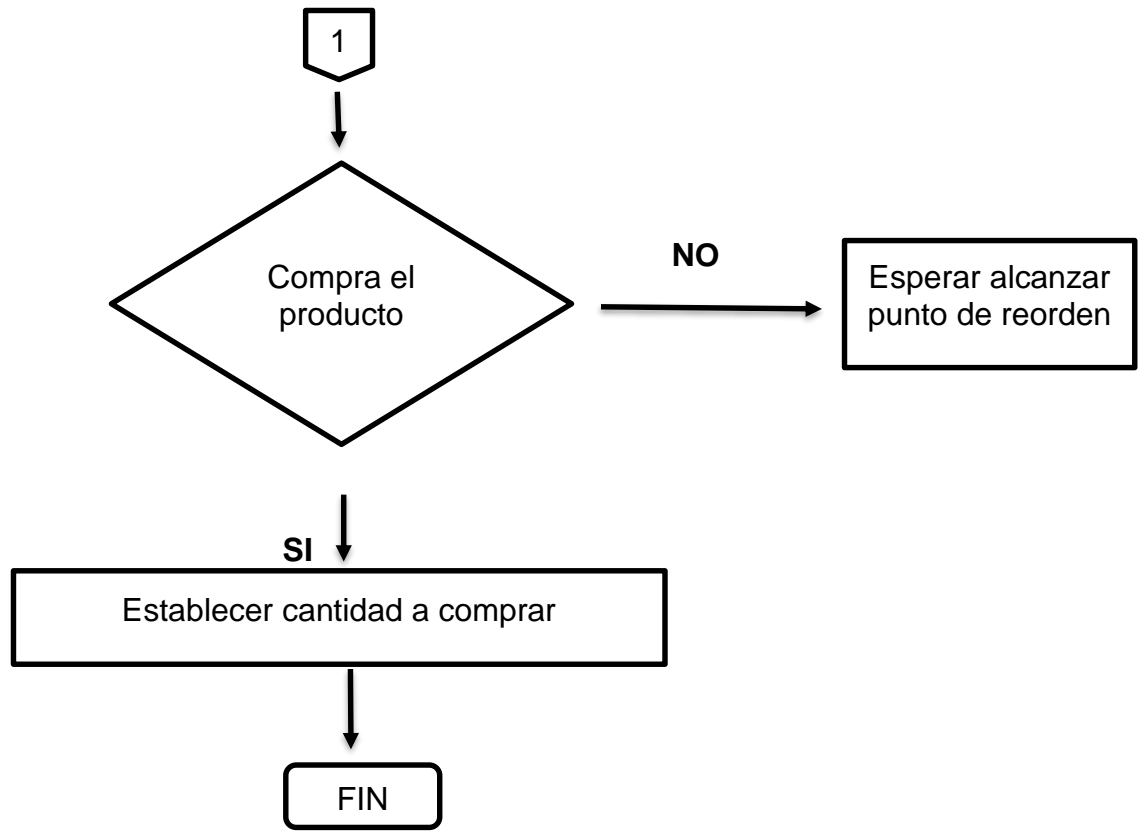 1
Compra el
producto
NO
Esperar alcanzar
punto de reorden
SI
Establecer cantidad a comprar
FIN